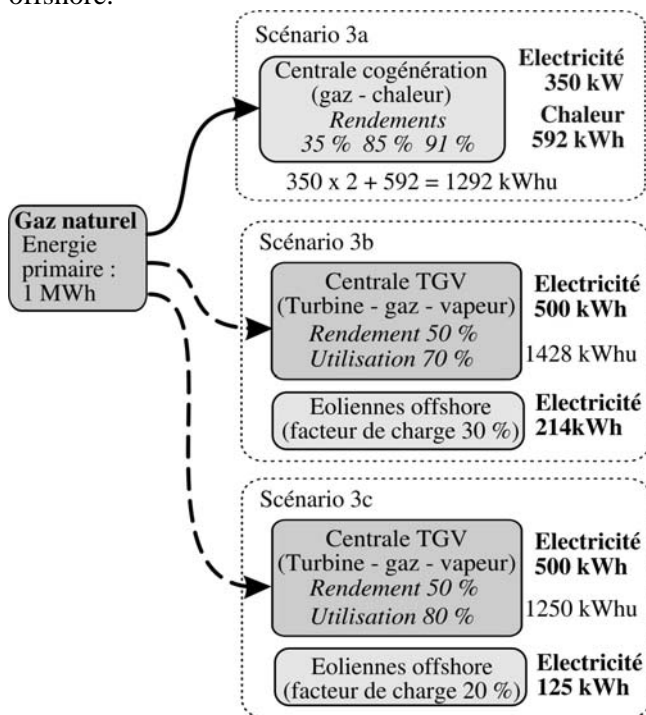 offshore.
Scénario 3a
Centrale cogénération
(gaz - chaleur)
Rendements
35 % 85 % 91 %
Electricité
350 kW
Chaleur
592 kWh
350 x 2 + 592 = 1292 kWhu
Gaz naturel
Energie
primaire :
1 MWh
Scénario 3b
Centrale TGV
(Turbine - gaz - vapeur)
Rendement 50 %
Utilisation 70 %
Electricité
500 kWh
1428 kWhu
Eoliennes offshore
(facteur de charge 30 %)
Electricité
214kWh
Scénario 3c
Centrale TGV
(Turbine - gaz - vapeur)
Rendement 50 %
Utilisation 80 %
Electricité
500 kWh
1250 kWhu
Eoliennes offshore
(facteur de charge 20 %)
Electricité
125 kWh